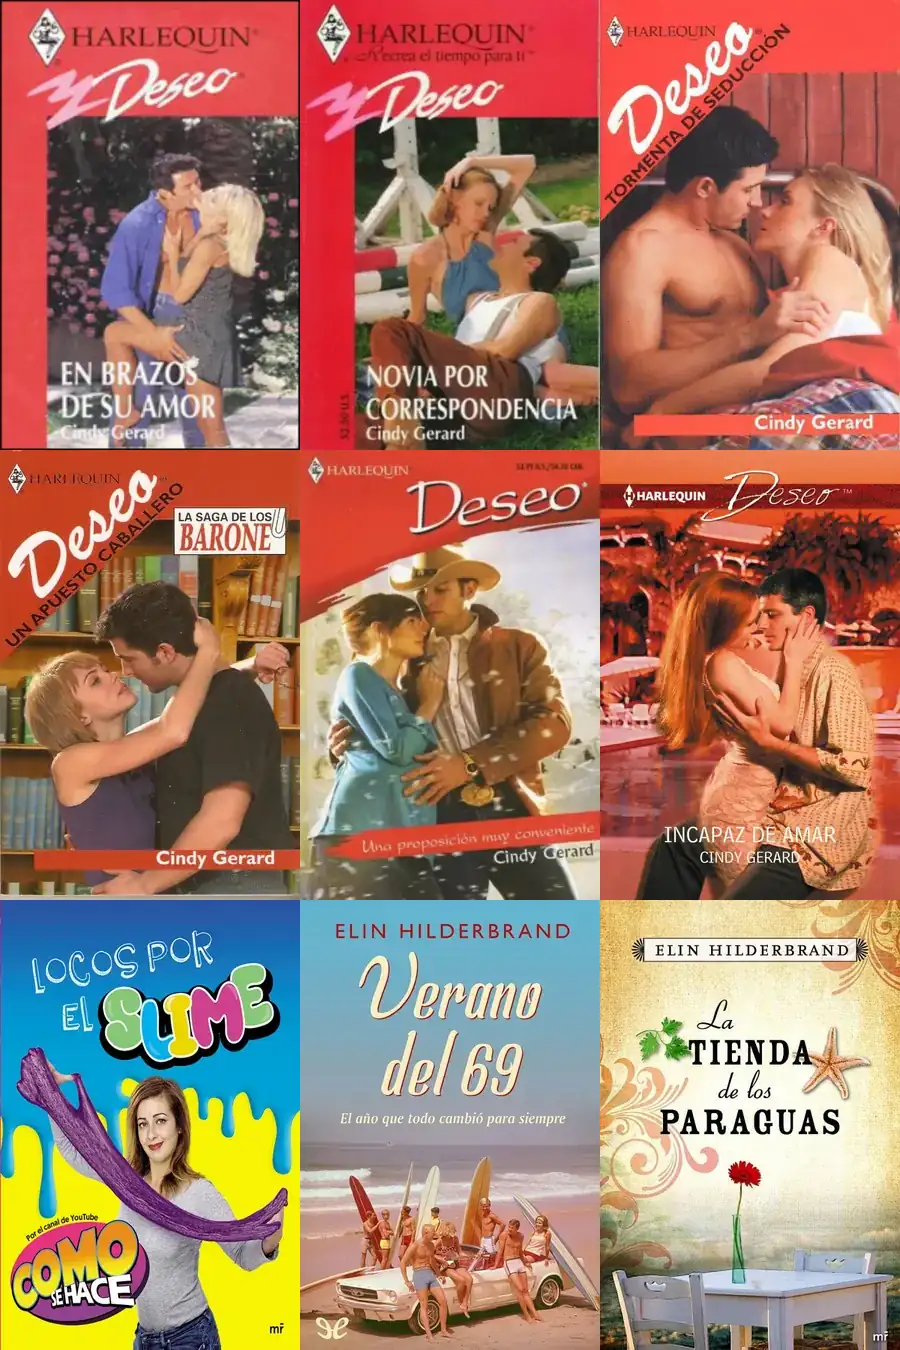 HARLEQUIN®
Deseo®
EN BRAZOS
DE SU AMOR
Cindy Gerard
HARLEQUIN®
Recrea el tiempo para ti™
Deseo
NOVIA POR
CORRESPONDENCIA
Cindy Gerard
HARLEQUIN®
Deseo®
TORMENTA DE SEDUCCIÓN
Cindy Gerard
HARLEQUIN®
Deseo®
UN APUESTO CABALLERO
LA SAGA DE LOS
BARONE
Cindy Gerard
HARLEQUIN
Deseo®
Una proposición muy conveniente
Cindy Gerard
HARLEQUIN
Deseo™
INCAPAZ DE AMAR
CINDY GERARD
LOCOS POR
EL SLIME
Por el canal de YouTube
COMO
SE HACE
mr
ELIN HILDERBRAND
Verano
del 69
El año que todo cambió para siempre
ELIN HILDERBRAND
La
TIENDA
de los
PARAGUAS
mr